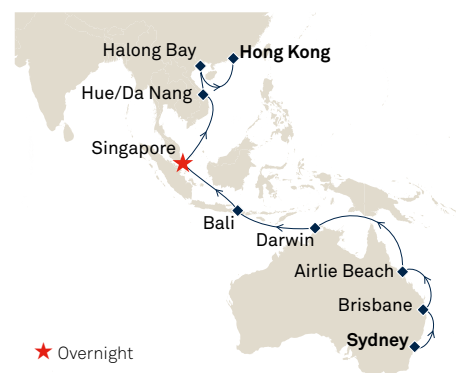 Halong Bay
Hong Kong
Hue/Da Nang
Singapore
Bali
Darwin
Airlie Beach
Brisbane
Sydney
Overnight